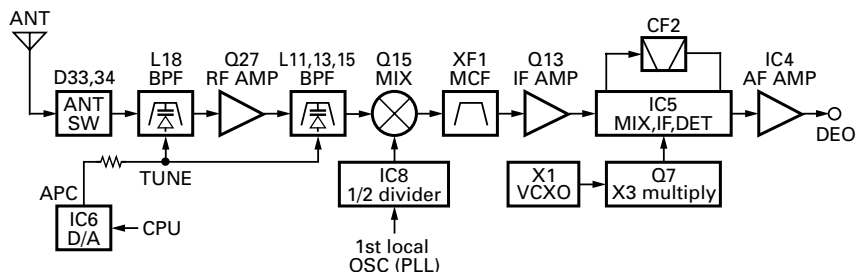 ANT
D33,34
ANT
SW
L18
BPF
Q27
RF AMP
L11,13,15
BPF
Q15
MIX
XF1
MCF
Q13
IF AMP
CF2
IC5
MIX,IF,DET
IC4
AF AMP
DEO
TUNE
APC
IC6
D/A
CPU
IC8
1/2 divider
1st local
OSC (PLL)
X1
VCXO
Q7
X3 multiply